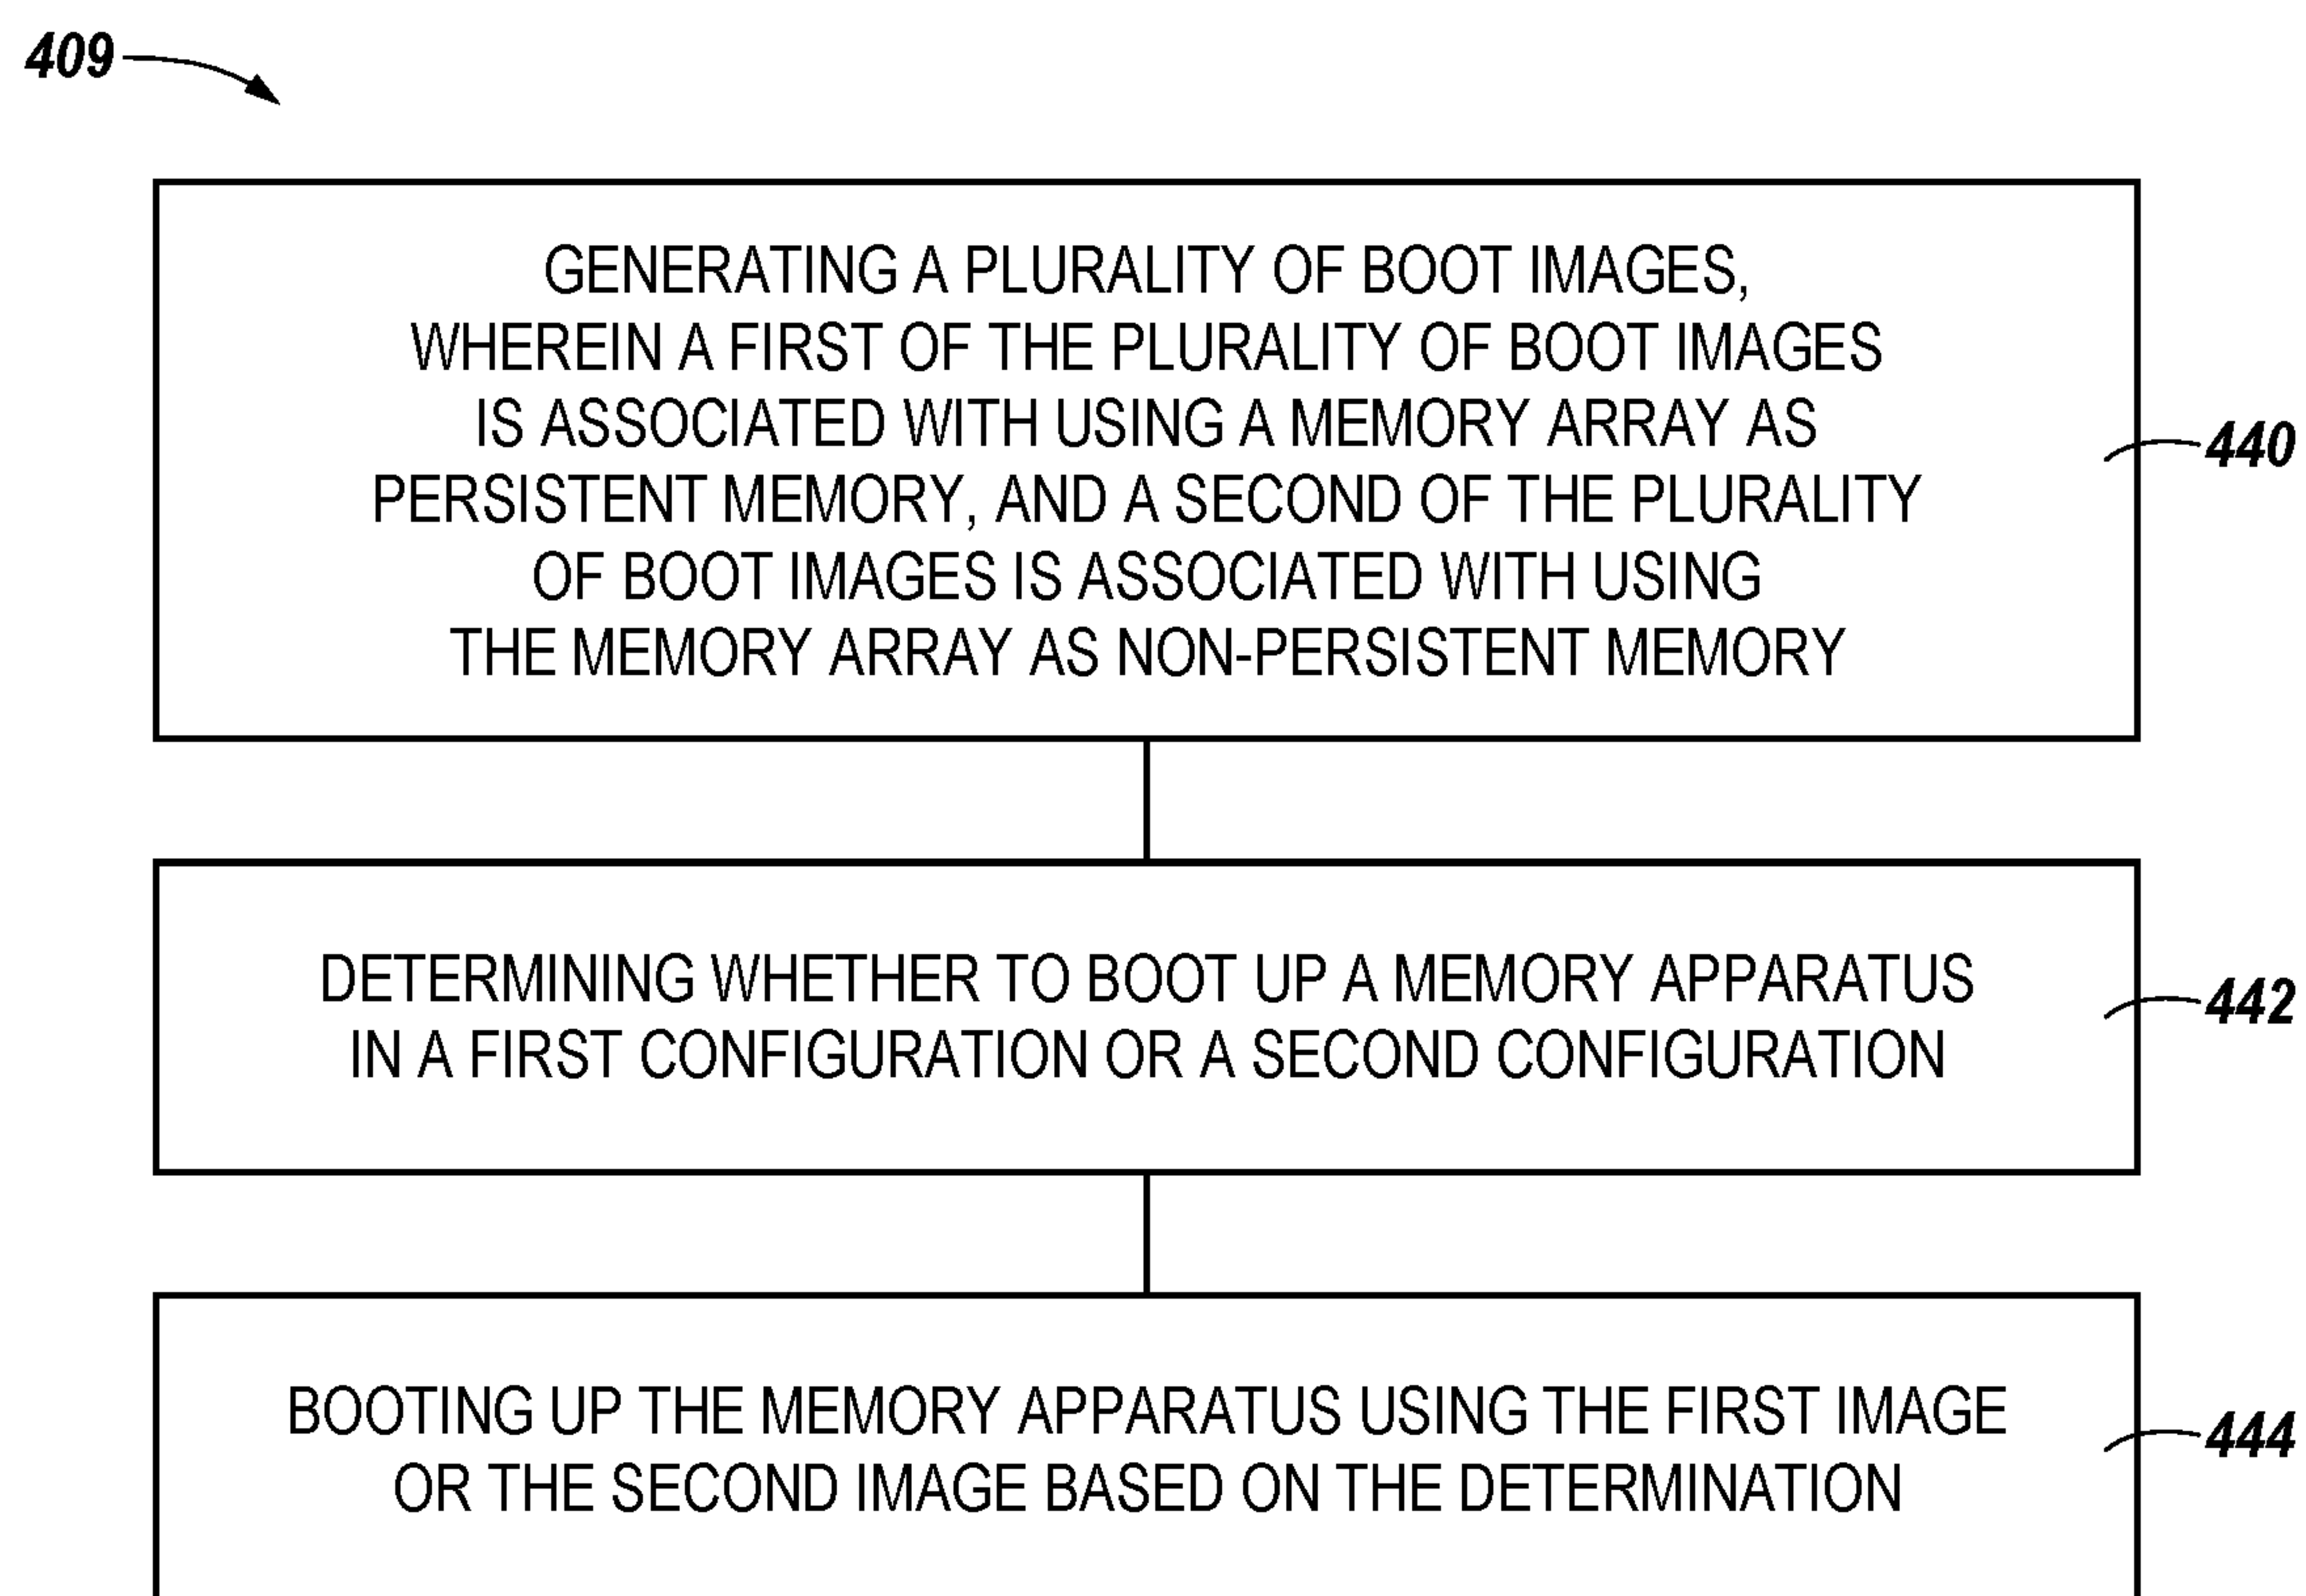 409
GENERATING A PLURALITY OF BOOT IMAGES,
WHEREIN A FIRST OF THE PLURALITY OF BOOT IMAGES
IS ASSOCIATED WITH USING A MEMORY ARRAY AS
PERSISTENT MEMORY, AND A SECOND OF THE PLURALITY
OF BOOT IMAGES IS ASSOCIATED WITH USING
THE MEMORY ARRAY AS NON-PERSISTENT MEMORY
440
DETERMINING WHETHER TO BOOT UP A MEMORY APPARATUS
IN A FIRST CONFIGURATION OR A SECOND CONFIGURATION
442
BOOTING UP THE MEMORY APPARATUS USING THE FIRST IMAGE
OR THE SECOND IMAGE BASED ON THE DETERMINATION
444